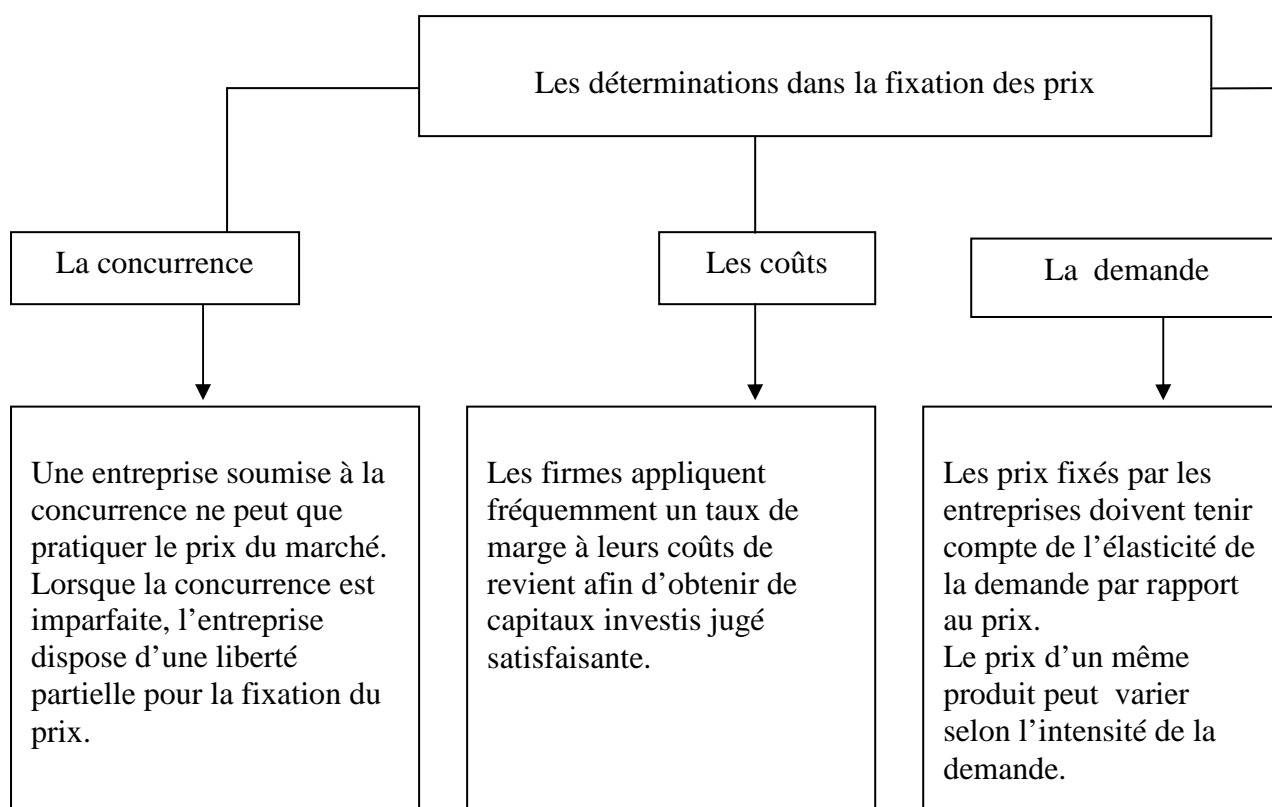 Les déterminations dans la fixation des prix
La concurrence
Les coûts
La demande
Une entreprise soumise à la
concurrence ne peut que
pratiquer le prix du marché.
Lorsque la concurrence est
imparfaite, l’entreprise
dispose d’une liberté
partielle pour la fixation du
prix.
Les firmes appliquent
fréquemment un taux de
marge à leurs coûts de
revient afin d’obtenir de
capitaux investis jugé
satisfaisante.
Les prix fixés par les
entreprises doivent tenir
compte de l’élasticité de
la demande par rapport
au prix.
Le prix d’un même
produit peut varier
selon l’intensité de la
demande.